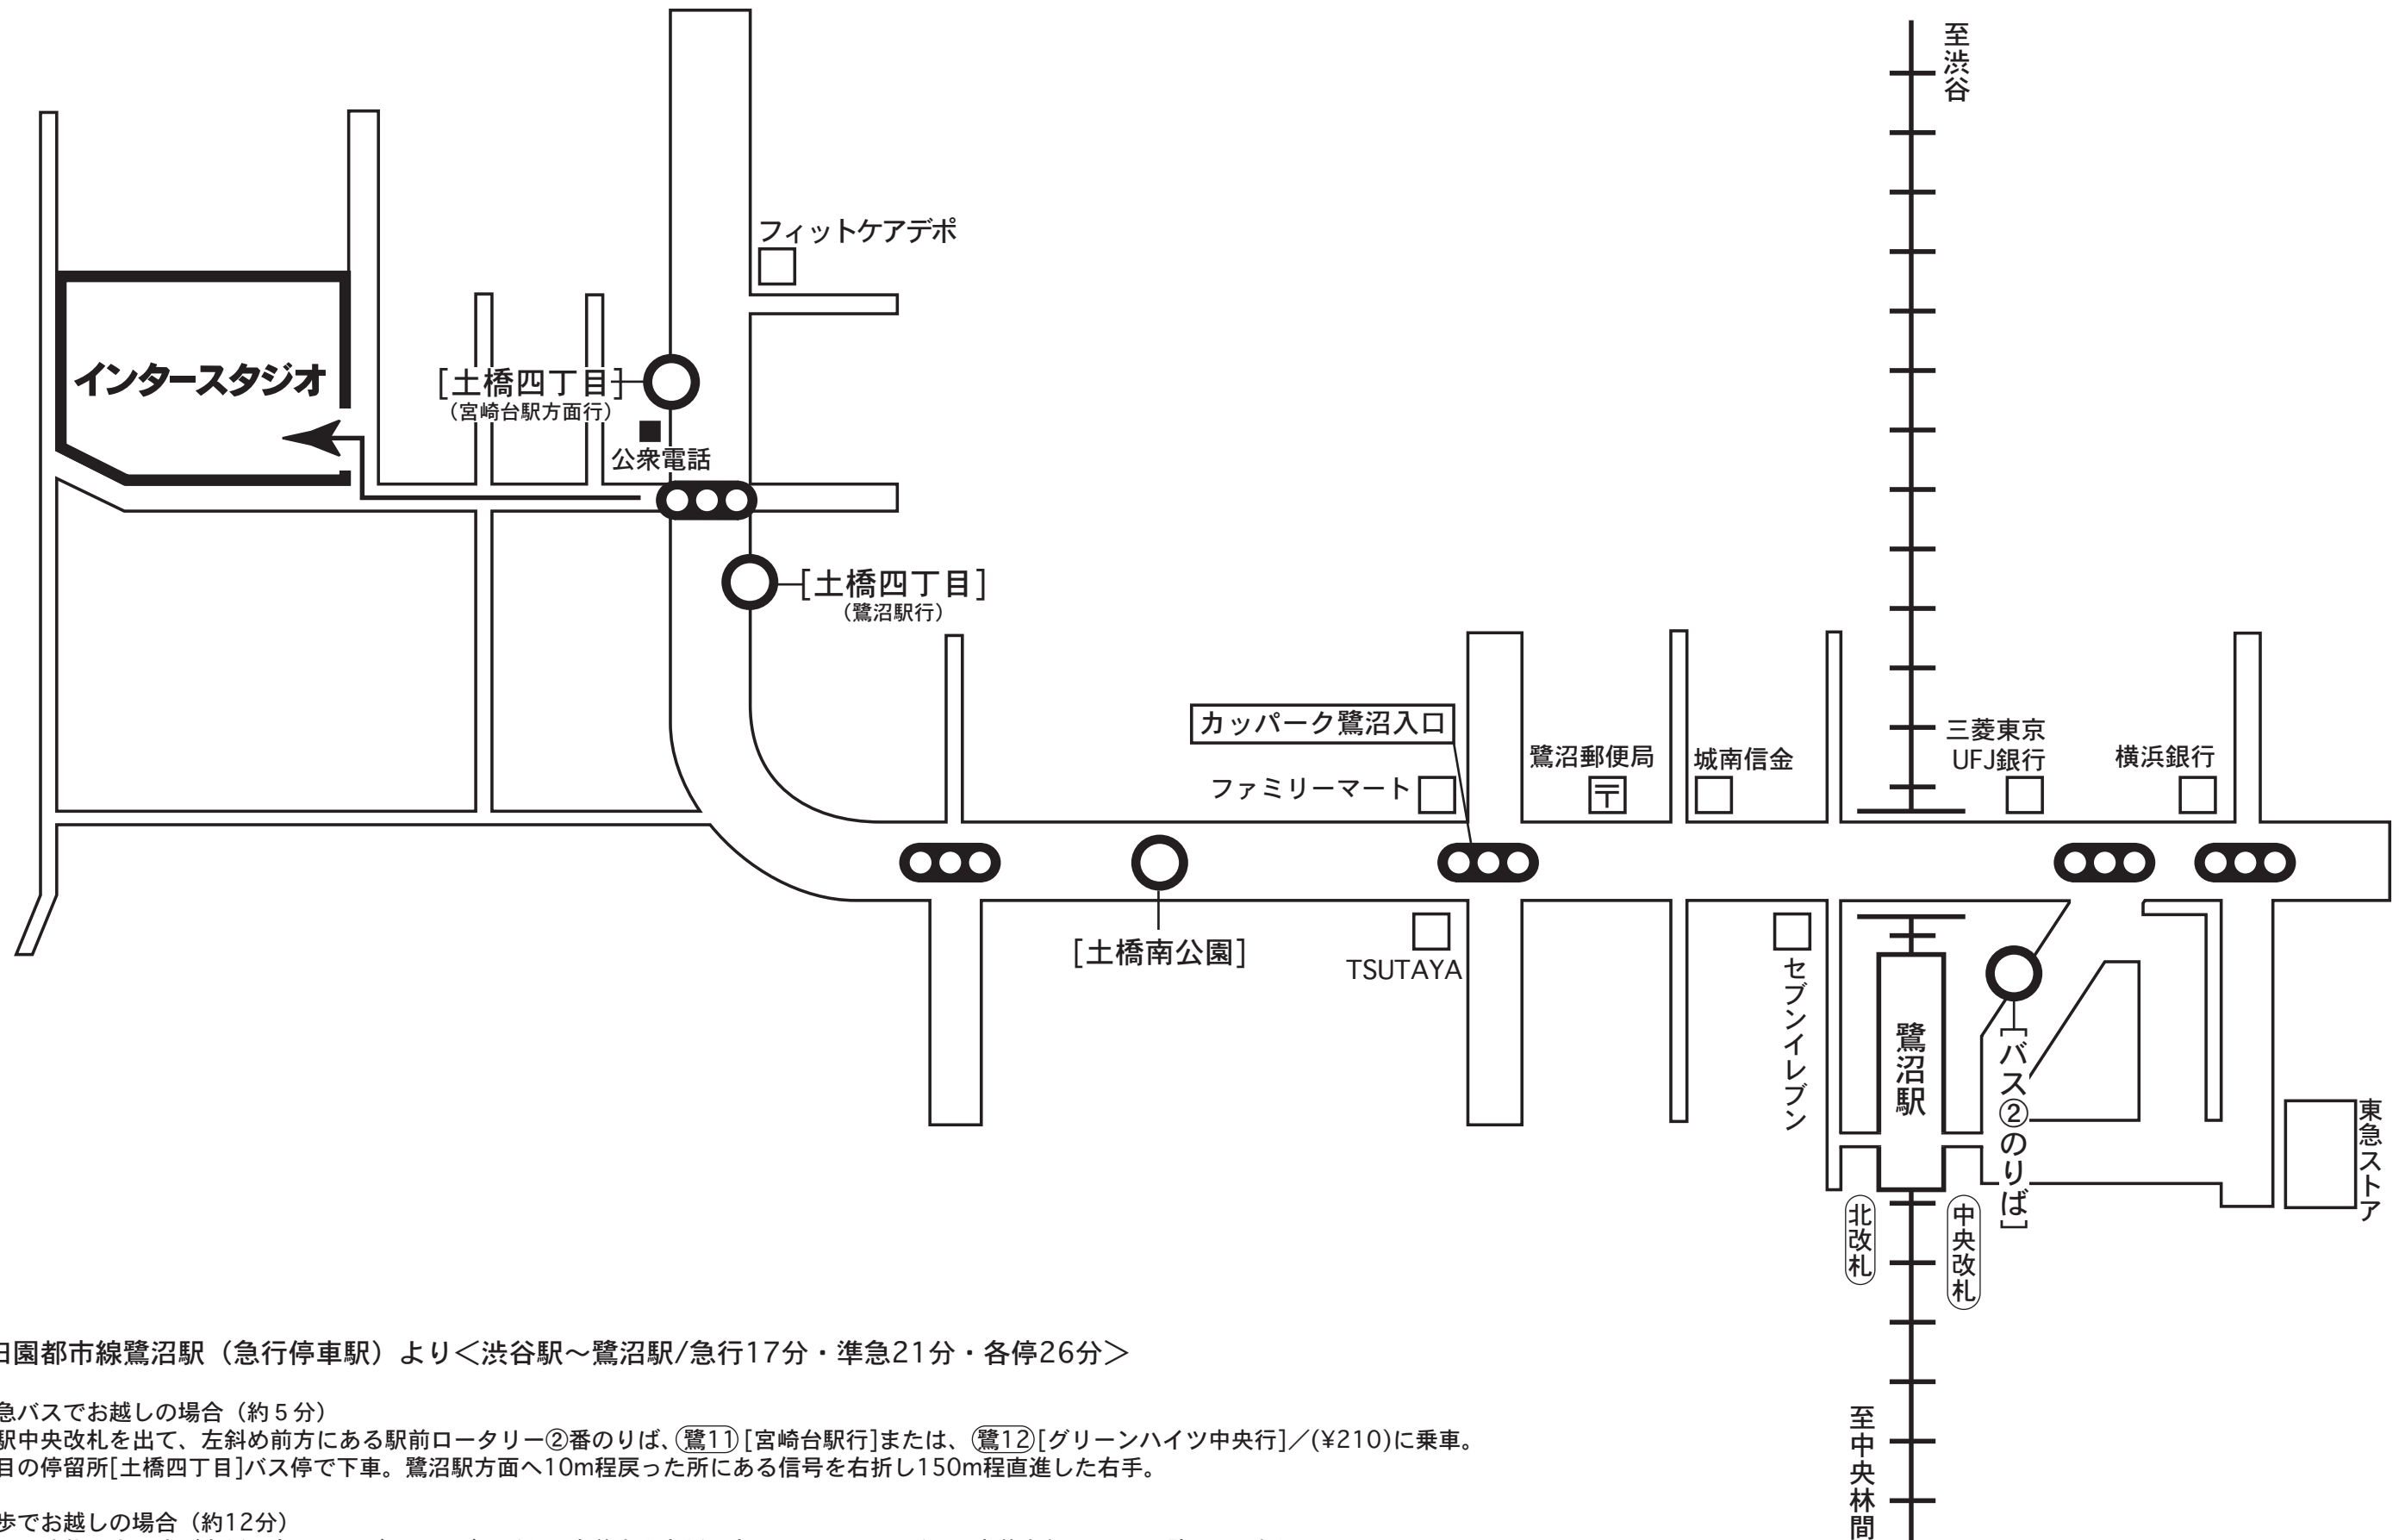 至渋谷
フィットケアデポ
インタースタジオ
[土橋四丁目]
（宮崎台駅方面行）
公衆電話
[土橋四丁目]
（鷺沼駅行）
カッパーク鷺沼入口
ファミリーマート
鷺沼郵便局
〒
城南信金
三菱東京
UFJ銀行
横浜銀行
[土橋南公園]
TSUTAYA
セブンイレブン
鷺沼駅
[バス②のりば]
東急ストア
北改札
中央改札
至中央林間
田園都市線鷺沼駅（急行停車駅）より＜渋谷駅～鷺沼駅/急行17分・準急21分・各停26分＞
急バスでお越しの場合（約５分）
駅中央改札を出て、左斜め前方にある駅前ロータリー②番のりば、鷺11[宮崎台駅行]または、鷺12[グリーンハイツ中央行]／(¥210)に乗車。
目の停留所[土橋四丁目]バス停で下車。鷺沼駅方面へ10m程戻った所にある信号を右折し150m程直進した右手。
歩でお越しの場合（約12分）